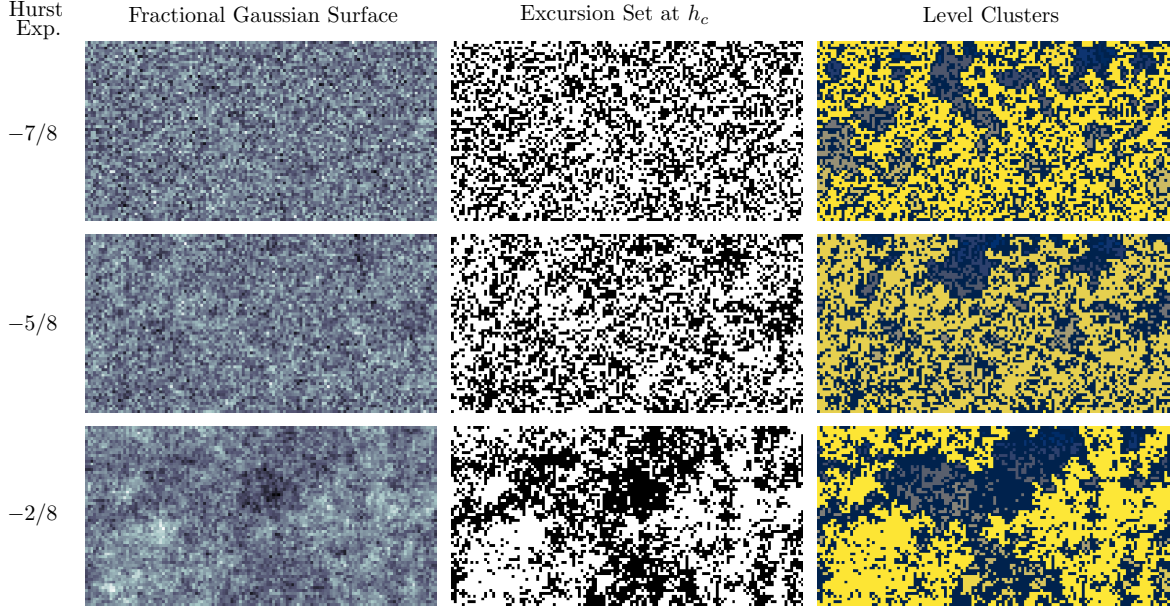 Hurst Exp.
Fractional Gaussian Surface
Excursion Set at $h_c$
Level Clusters
−7/8
−5/8
−2/8